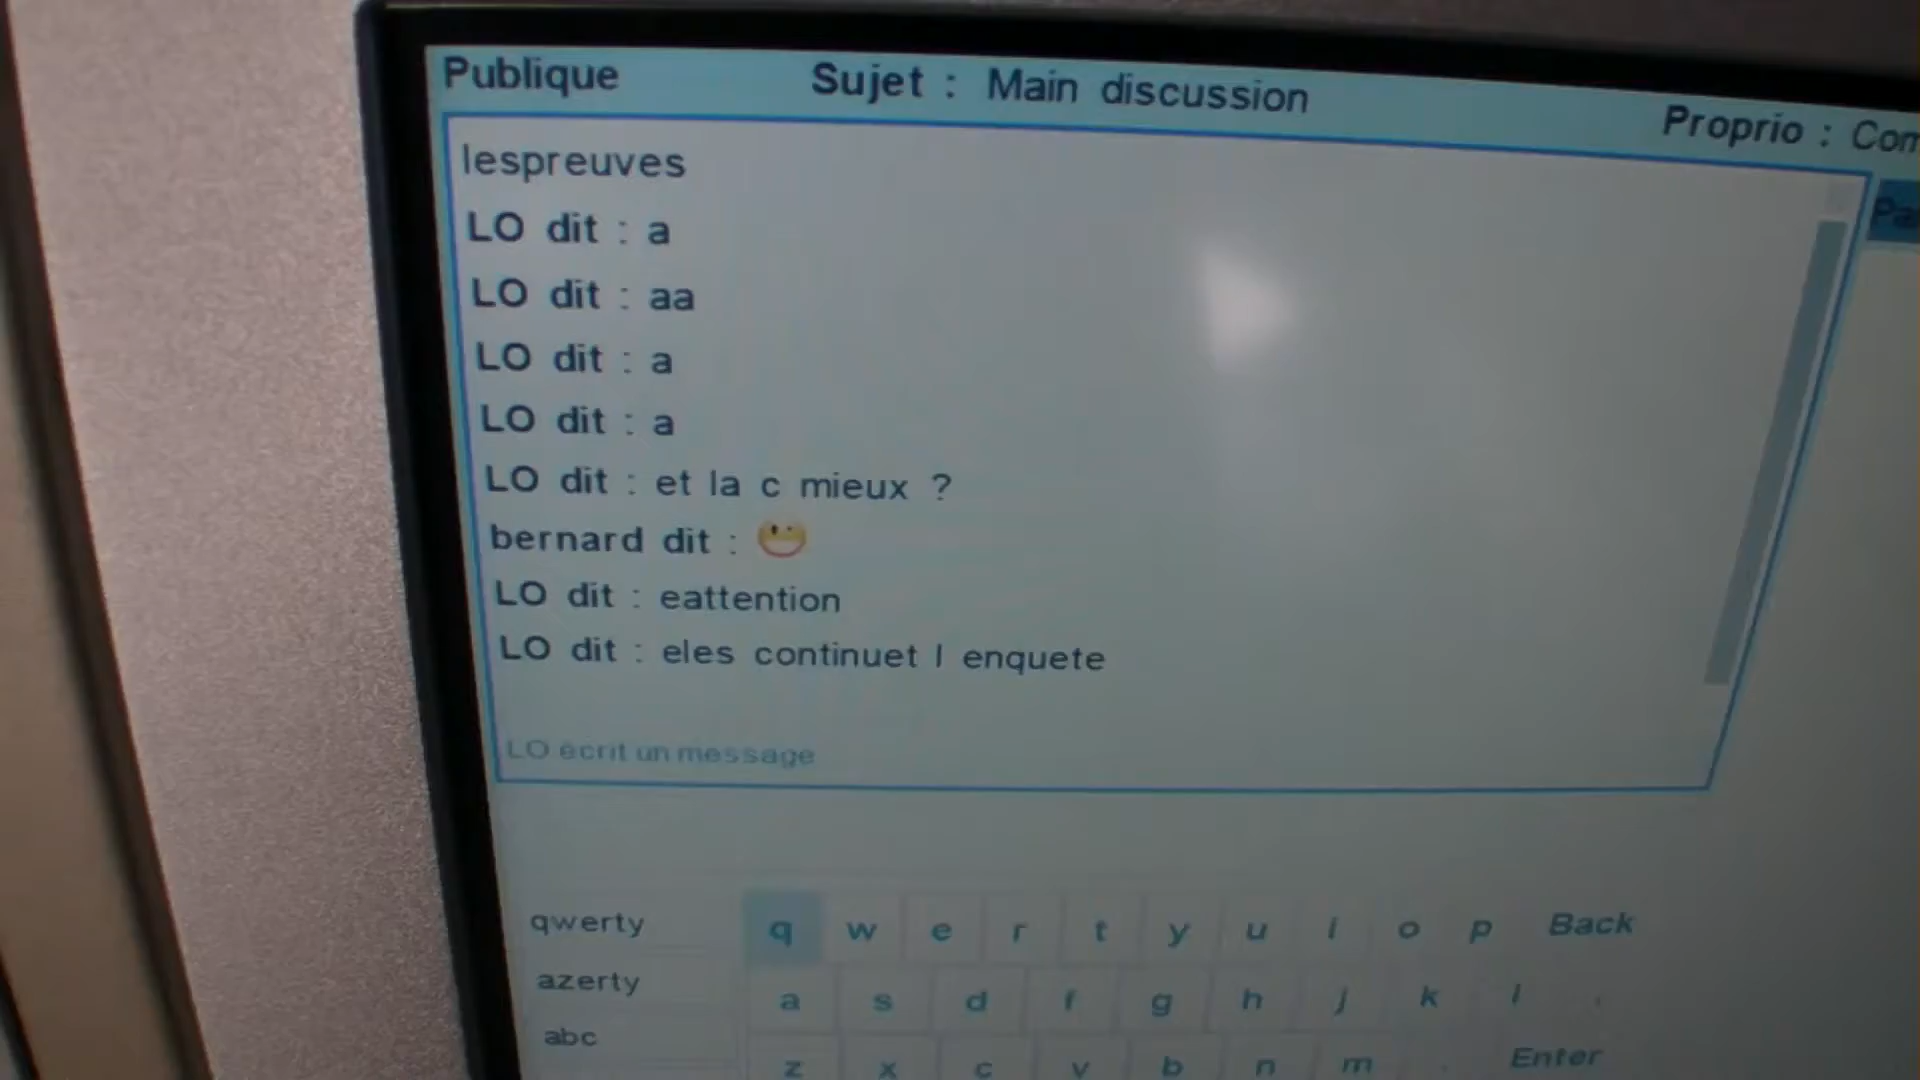 Publique Sujet : Main discussion Proprio :
lespreuves
LO dit : a
LO dit : aa
LO dit : a
LO dit : a
LO dit : et la c mieux ?
bernard dit :
LO dit : eattention
LO dit : eles continuet l enquete
LO écrit un message
qwerty q w e r t y u i o p Back
azerty a s d f g h j k l
abc z x c v b n m . Enter